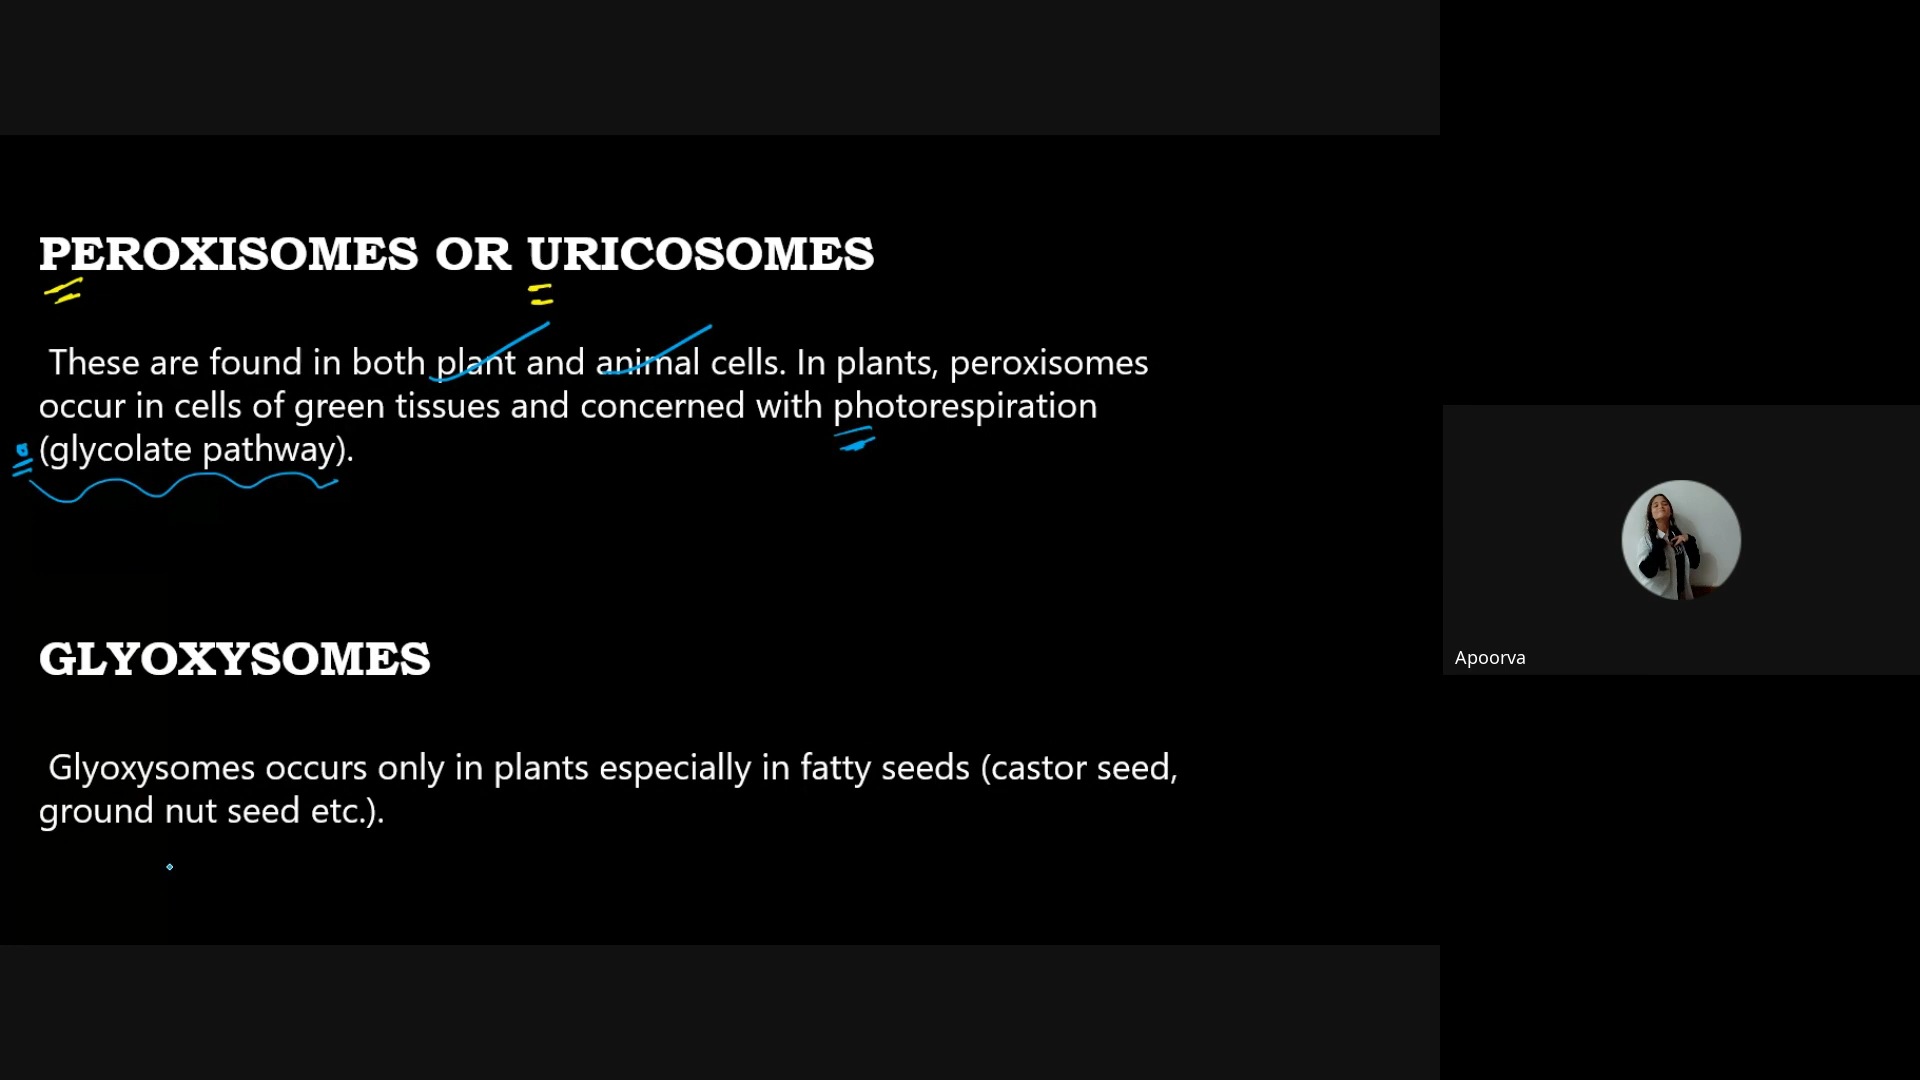 PEROXISOMES OR URICOSOMES
These are found in both plant and animal cells. In plants, peroxisomes
occur in cells of green tissues and concerned with photorespiration
(glycolate pathway).
GLYOXYSOMES
Glyoxysomes occurs only in plants especially in fatty seeds (castor seed,
ground nut seed etc.).
Apoorva